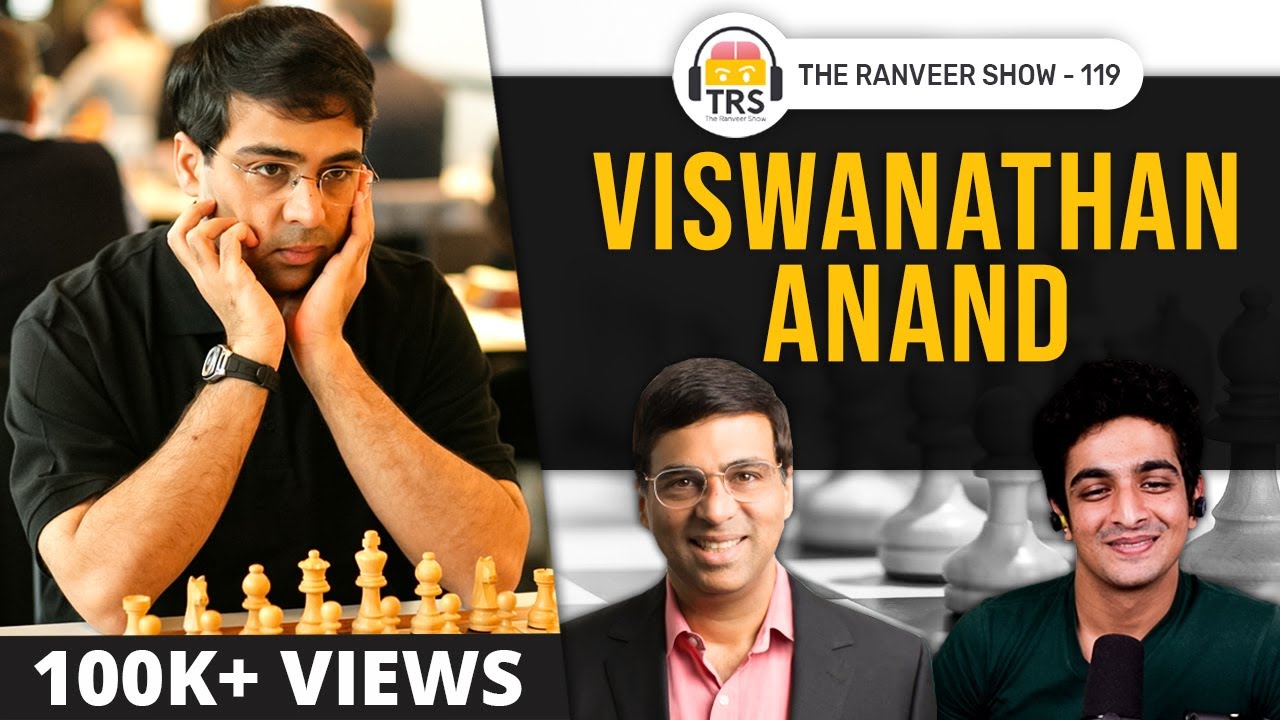 TRS
The Ranveer Show
THE RANVEER SHOW - 119
VISWANATHAN
ANAND
100K+ VIEWS